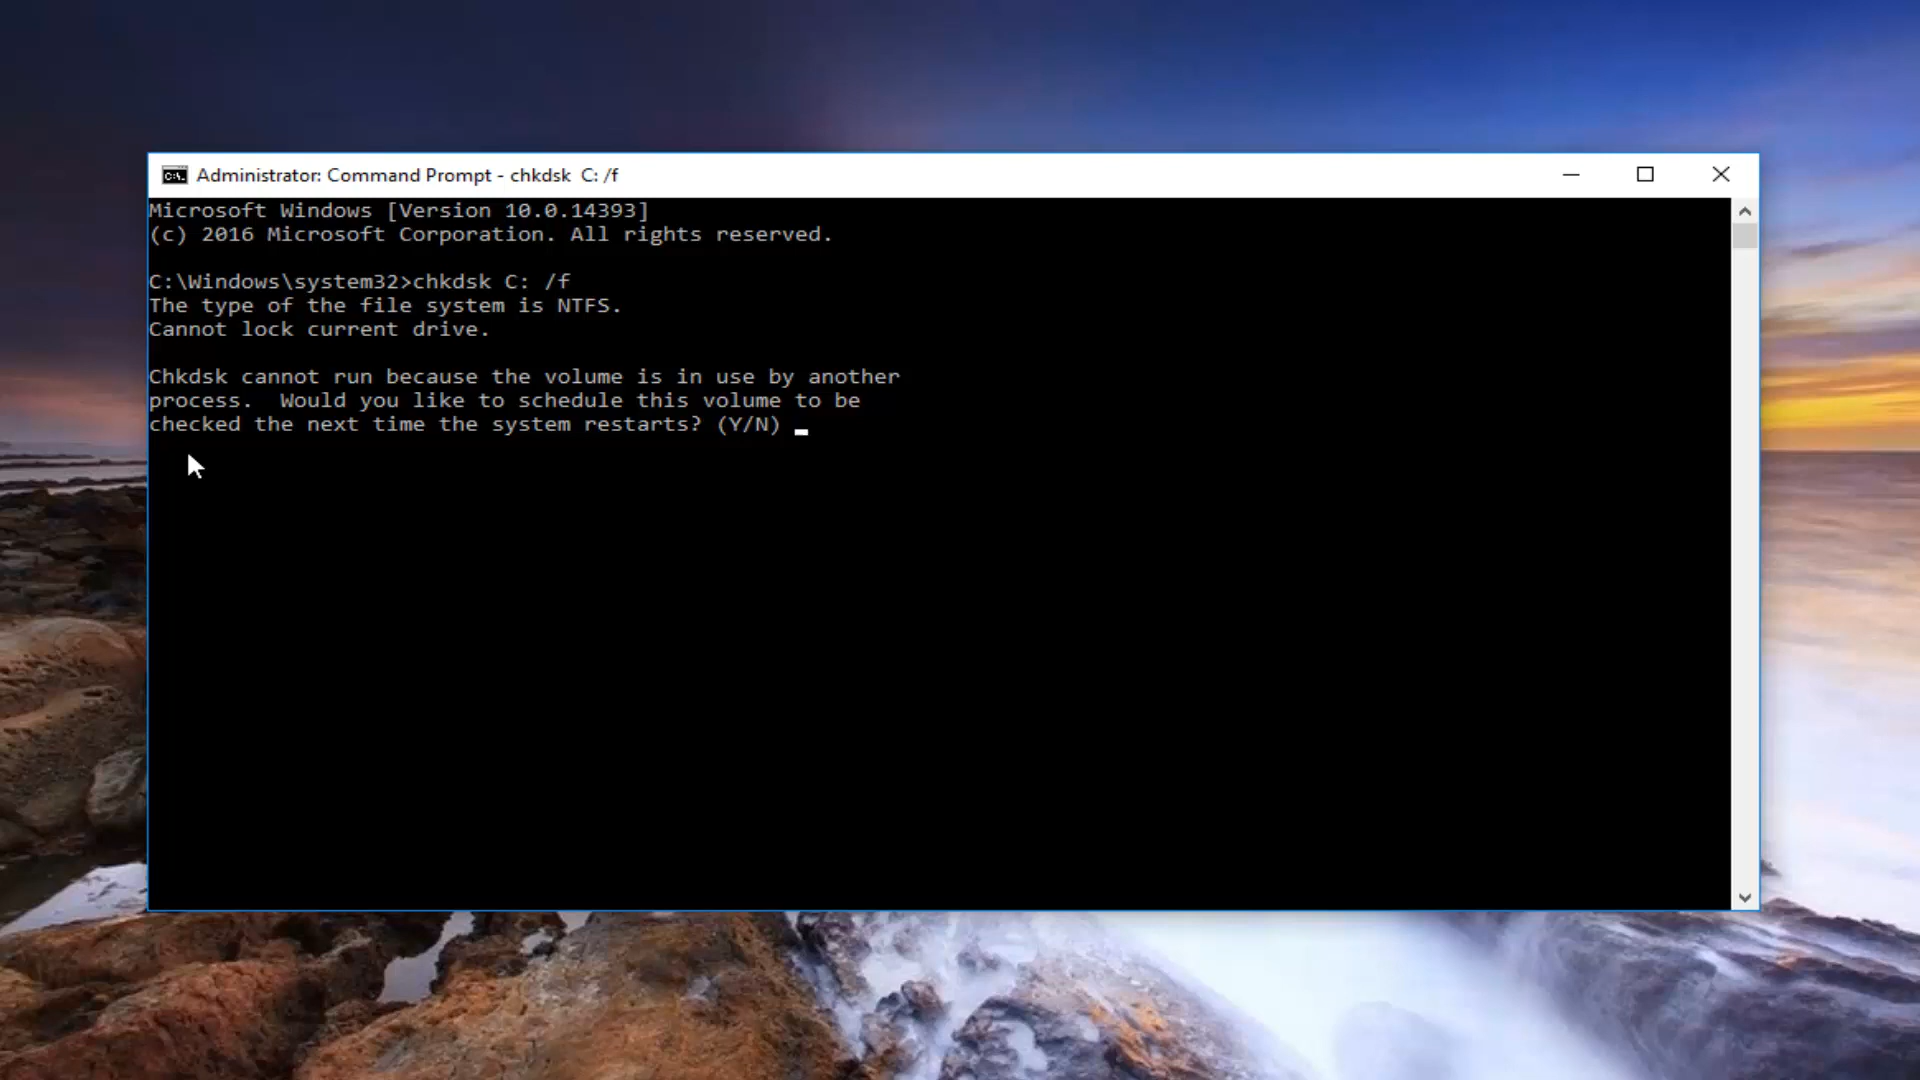 Administrator: Command Prompt - chkdsk  C: /f
Microsoft Windows [Version 10.0.14393]
(c) 2016 Microsoft Corporation. All rights reserved.
C:\Windows\system32>chkdsk C: /f
The type of the file system is NTFS.
Cannot lock current drive.
Chkdsk cannot run because the volume is in use by another
process.  Would you like to schedule this volume to be
checked the next time the system restarts? (Y/N)